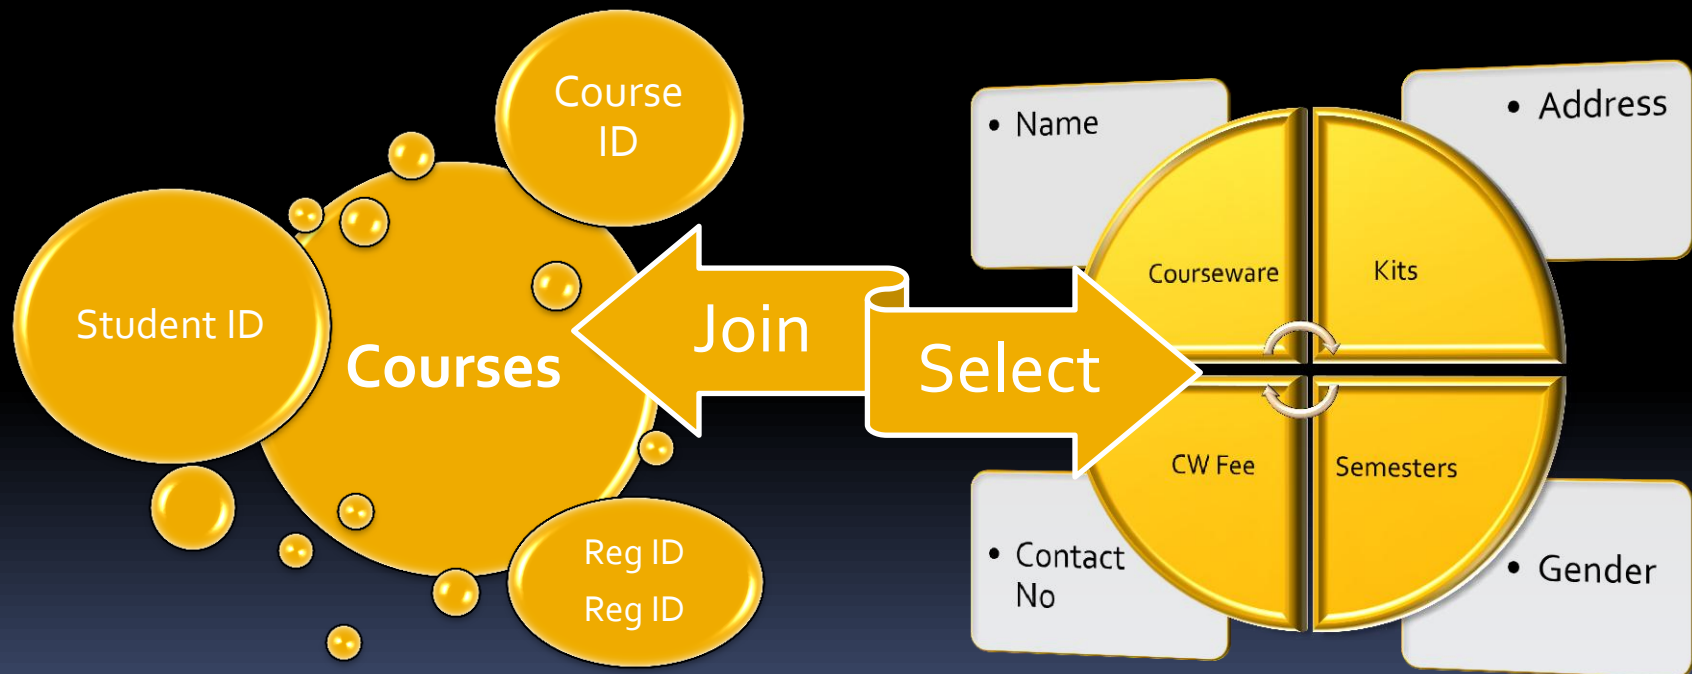 Course
ID
Student ID
Courses
Reg ID
Reg ID
Join
Select
• Name
• Address
Courseware
Kits
CW Fee
Semesters
• Contact
No
• Gender